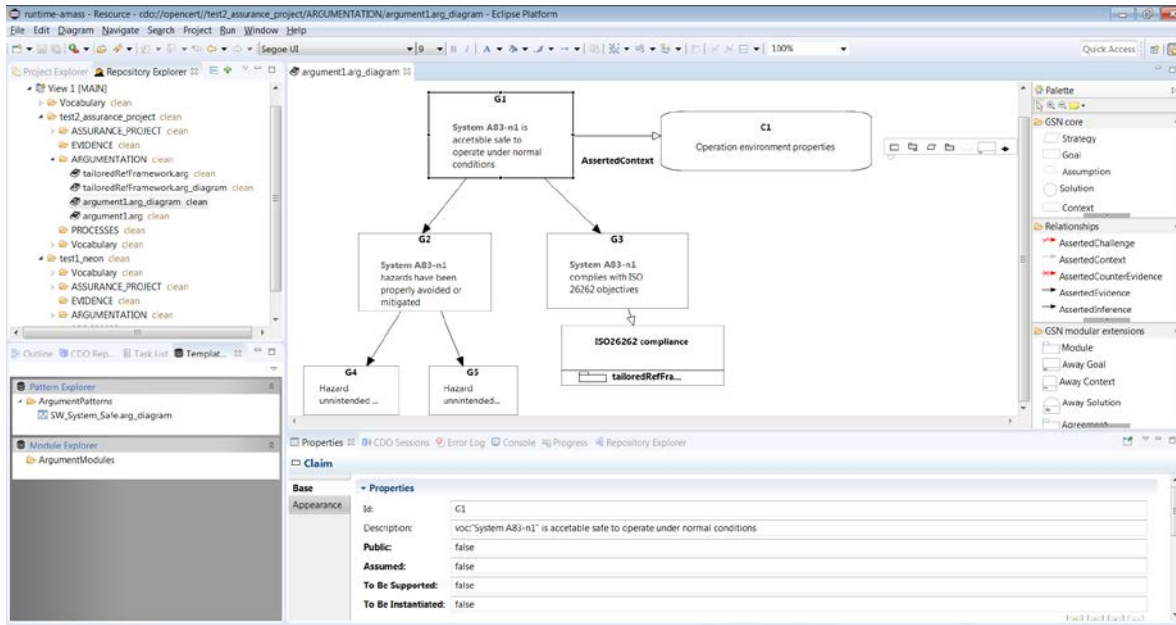 runtime-amass - Resource - cdo://opencert//test2_assurance_project/ARGUMENTATION/argument1.arg_diagram - Eclipse Platform
File Edit Diagram Navigate Search Project Run Window Help
Segoe UI 9 B I A 100% Quick Access
Project Explorer Repository Explorer
View 1 [MAIN]
Vocabulary clean
test2_assurance_project clean
ASSURANCE_PROJECT clean
EVIDENCE clean
ARGUMENTATION clean
tailoredRefFramework.arg clean
tailoredRefFramework.arg_diagram clean
argument1.arg_diagram clean
argument1.arg clean
PROCESSES clean
Vocabulary clean
test1_neon clean
Vocabulary clean
ASSURANCE_PROJECT clean
EVIDENCE clean
ARGUMENTATION clean
Outline CDO Rep... Task List Templat...
Pattern Explorer
ArgumentPatterns
SW_System_Safe.arg_diagram
Module Explorer
ArgumentModules
argument1.arg_diagram
G1
System A83-n1 is
accetable safe to
operate under normal
conditions
AssertedContext
C1
Operation environment properties
G2
System A83-n1
hazards have been
properly avoided or
mitigated
G3
System A83-n1
complies with ISO
26262 objectives
ISO26262 compliance
tailoredRefFra...
G4
Hazard
unintended ...
G5
Hazard
unintended...
Palette
GSN core
Strategy
Goal
Assumption
Solution
Context
Relationships
AssertedChallenge
AssertedContext
AssertedCounterEvidence
AssertedEvidence
AssertedInference
GSN modular extensions
Module
Away Goal
Away Context
Away Solution
Agreement
Properties CDO Sessions Error Log Console Progress Repository Explorer
Claim
Base
Appearance
Properties
Id: G1
Description: voc:"System A83-n1" is accetable safe to operate under normal conditions
Public: false
Assumed: false
To Be Supported: false
To Be Instantiated: false